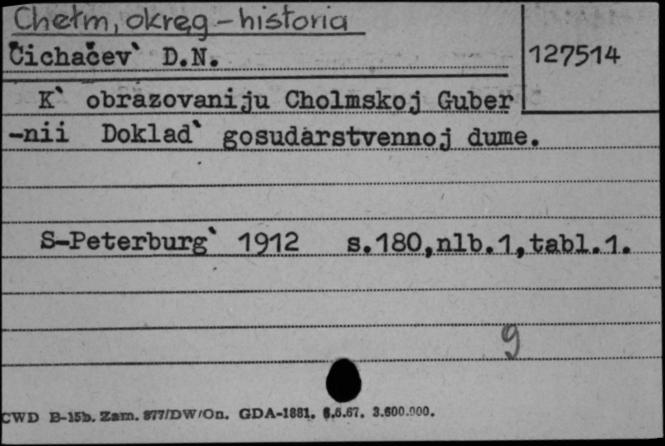 Chełm, okręg - historia
Čichačev` D.N.
127514
K` obrazovaniju Cholmskoj Guber
-nii Doklad` gosudarstvennoj dume.
S-Peterburg` 1912 s.180,nlb.1,tabl.1.
9
CWD B-15b. Zam. 877/DW/On. GDA-1881. 6.6.67. 3.600.000.